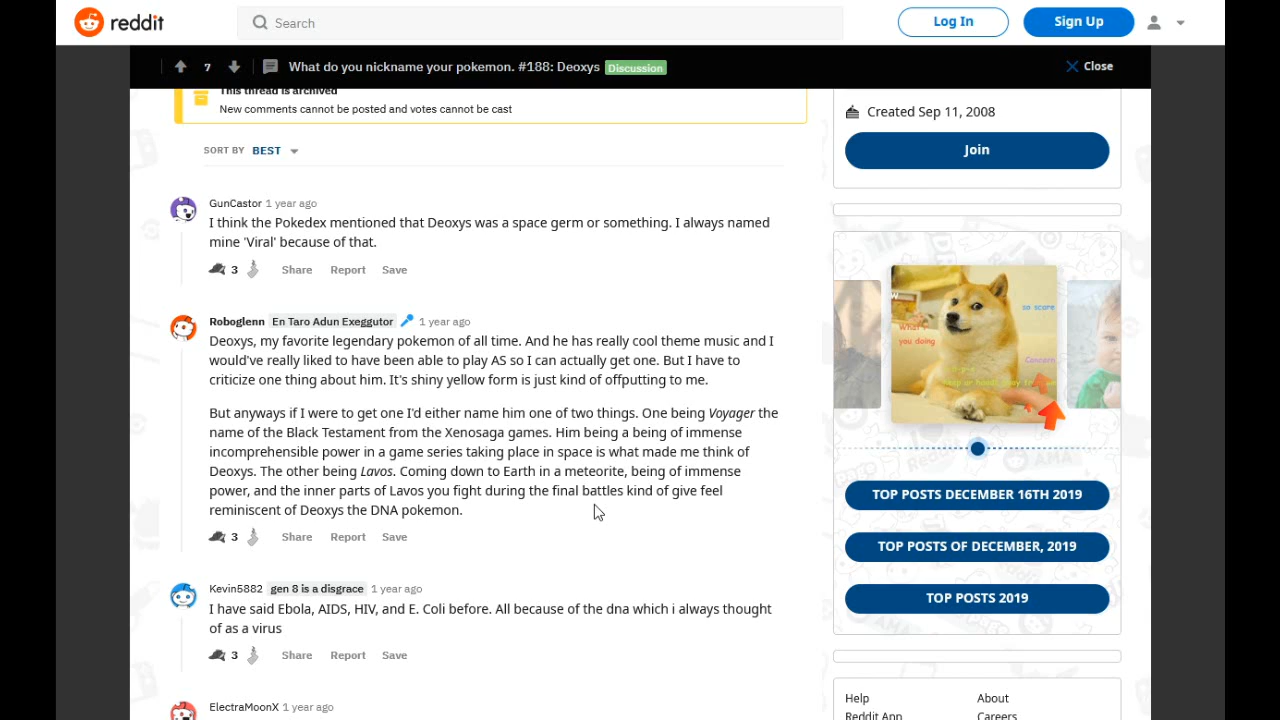 reddit
Search
Log In
Sign Up
7
What do you nickname your pokemon. #188: Deoxys
Discussion
Close
This thread is archived
New comments cannot be posted and votes cannot be cast
SORT BY BEST
GunCastor 1 year ago
I think the Pokedex mentioned that Deoxys was a space germ or something. I always named
mine 'Viral' because of that.
3 Share Report Save
Roboglenn En Taro Adun Exeggutor 1 year ago
Deoxys, my favorite legendary pokemon of all time. And he has really cool theme music and I
would've really liked to have been able to play AS so I can actually get one. But I have to
criticize one thing about him. It's shiny yellow form is just kind of offputting to me.
But anyways if I were to get one I'd either name him one of two things. One being Voyager the
name of the Black Testament from the Xenosaga games. Him being a being of immense
incomprehensible power in a game series taking place in space is what made me think of
Deoxys. The other being Lavos. Coming down to Earth in a meteorite, being of immense
power, and the inner parts of Lavos you fight during the final battles kind of give feel
reminiscent of Deoxys the DNA pokemon.
3 Share Report Save
Kevin5882 gen 8 is a disgrace 1 year ago
I have said Ebola, AIDS, HIV, and E. Coli before. All because of the dna which i always thought
of as a virus
3 Share Report Save
ElectraMoonX 1 year ago
Created Sep 11, 2008
Join
so scare
what
you doing
Concern
TOP POSTS DECEMBER 16TH 2019
TOP POSTS OF DECEMBER, 2019
TOP POSTS 2019
Help
About
Reddit App
Careers